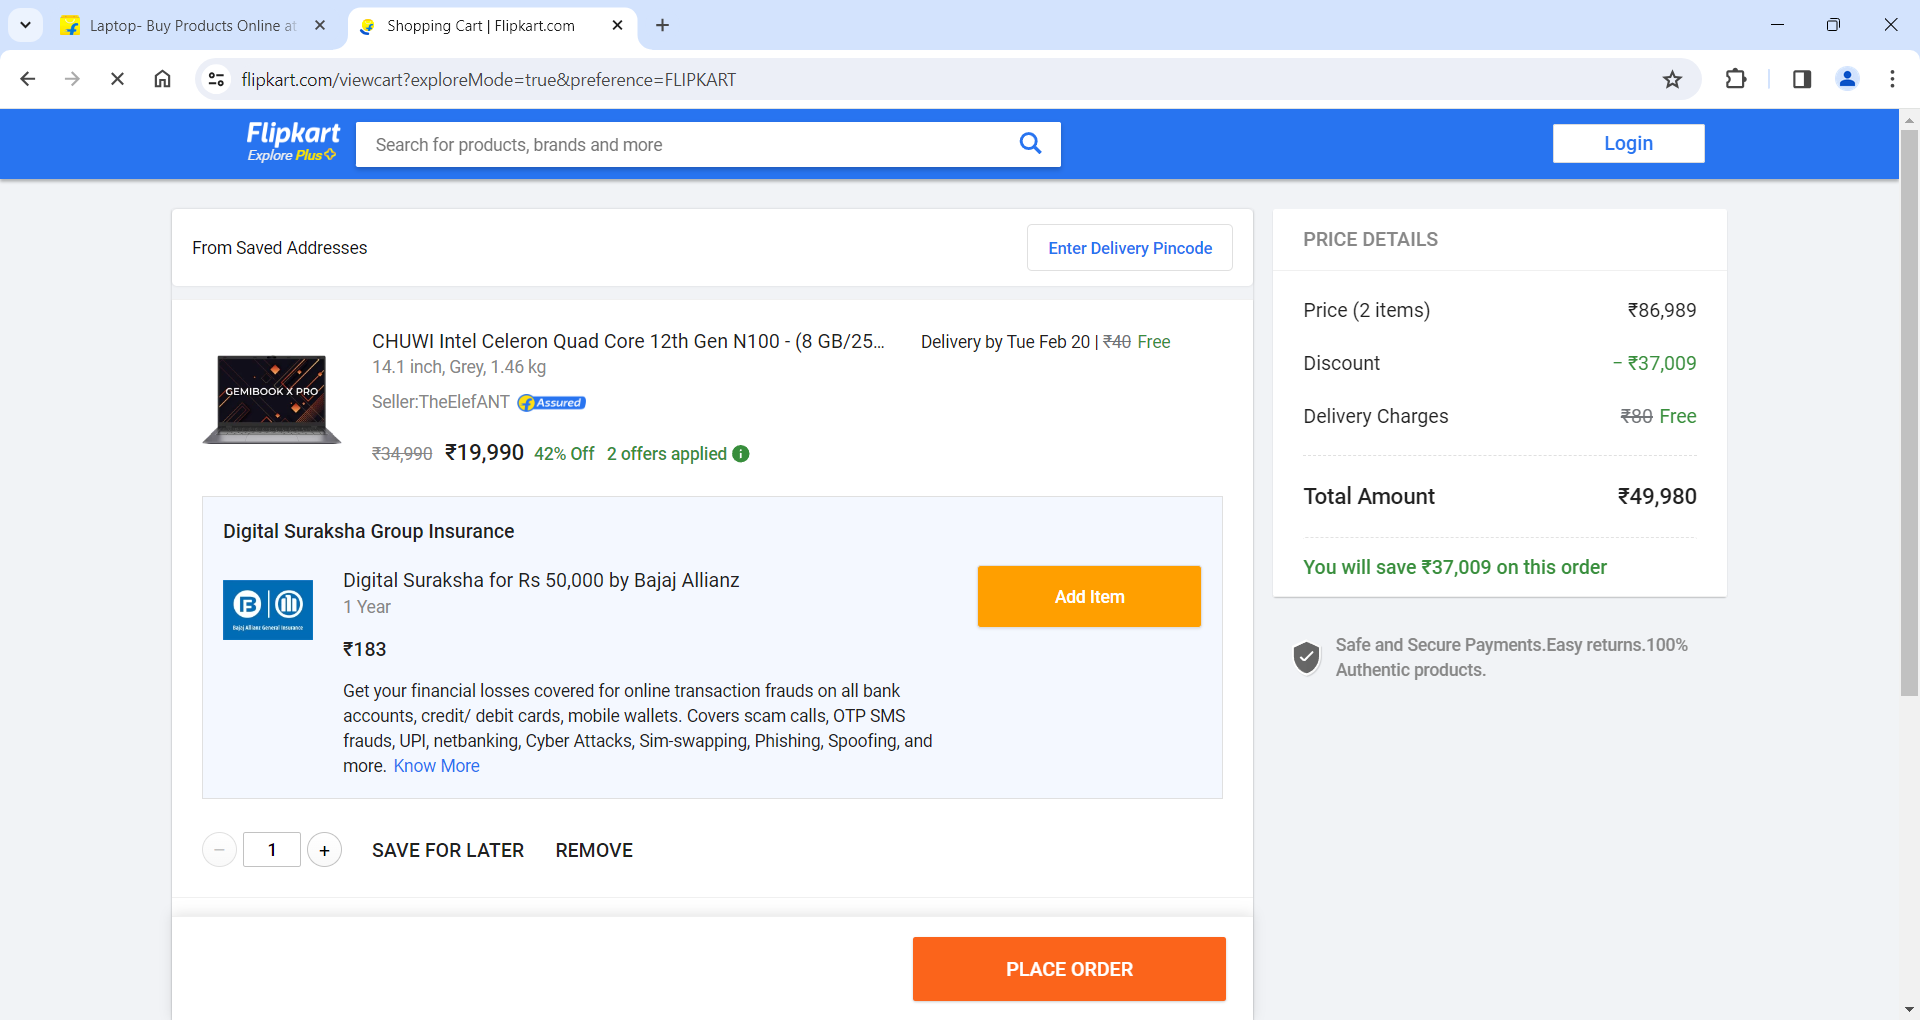 Laptop- Buy Products Online at
Shopping Cart | Flipkart.com
flipkart.com/viewcart?exploreMode=true&preference=FLIPKART
Flipkart
Explore Plus
Search for products, brands and more
Login
From Saved Addresses
Enter Delivery Pincode
CHUWI Intel Celeron Quad Core 12th Gen N100 - (8 GB/25...
Delivery by Tue Feb 20 | ₹40 Free
14.1 inch, Grey, 1.46 kg
GEMIBOOK X PRO
Seller:TheElefANT
Assured
₹34,990 ₹19,990 42% Off 2 offers applied
Digital Suraksha Group Insurance
Digital Suraksha for Rs 50,000 by Bajaj Allianz
1 Year
Bajaj Allianz General Insurance
₹183
Add Item
Get your financial losses covered for online transaction frauds on all bank
accounts, credit/ debit cards, mobile wallets. Covers scam calls, OTP SMS
frauds, UPI, netbanking, Cyber Attacks, Sim-swapping, Phishing, Spoofing, and
more. Know More
1
SAVE FOR LATER
REMOVE
PLACE ORDER
PRICE DETAILS
Price (2 items) ₹86,989
Discount − ₹37,009
Delivery Charges ₹80 Free
Total Amount ₹49,980
You will save ₹37,009 on this order
Safe and Secure Payments.Easy returns.100%
Authentic products.